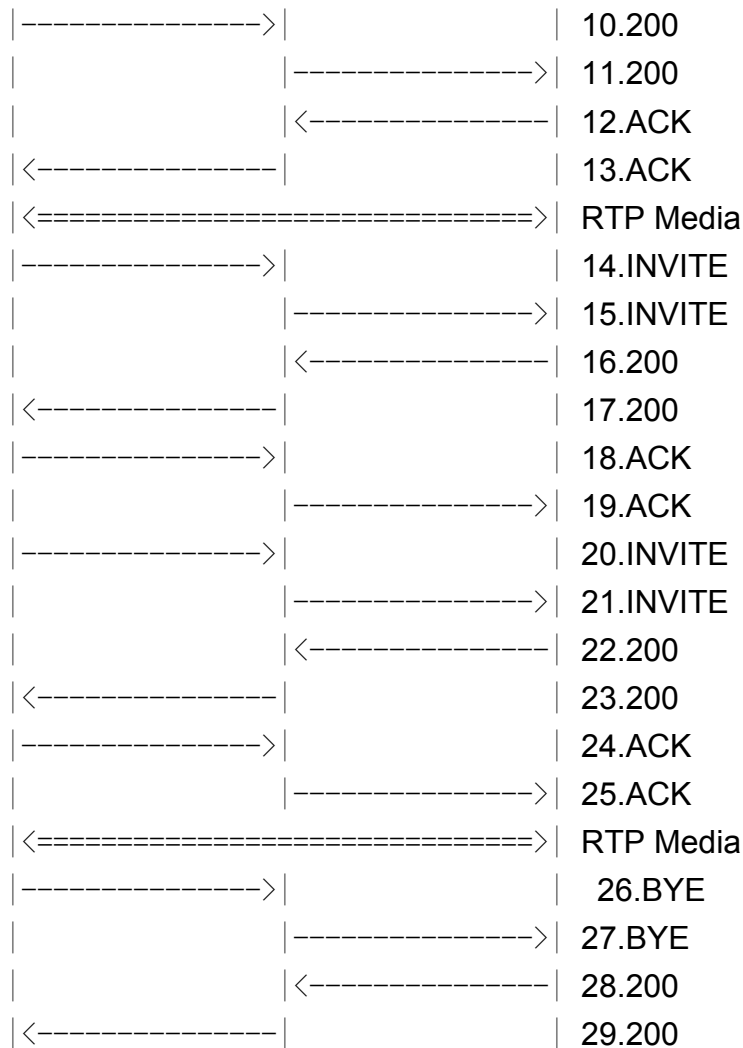 |--------------->|                |  10.200
|                |--------------->|  11.200
|                |<---------------|  12.ACK
|<---------------|                |  13.ACK
|<===============================>|  RTP Media
|--------------->|                |  14.INVITE
|                |--------------->|  15.INVITE
|                |<---------------|  16.200
|<---------------|                |  17.200
|--------------->|                |  18.ACK
|                |--------------->|  19.ACK
|--------------->|                |  20.INVITE
|                |--------------->|  21.INVITE
|                |<---------------|  22.200
|<---------------|                |  23.200
|--------------->|                |  24.ACK
|                |--------------->|  25.ACK
|<===============================>|  RTP Media
|--------------->|                |   26.BYE
|                |--------------->|  27.BYE
|                |<---------------|  28.200
|<---------------|                |  29.200